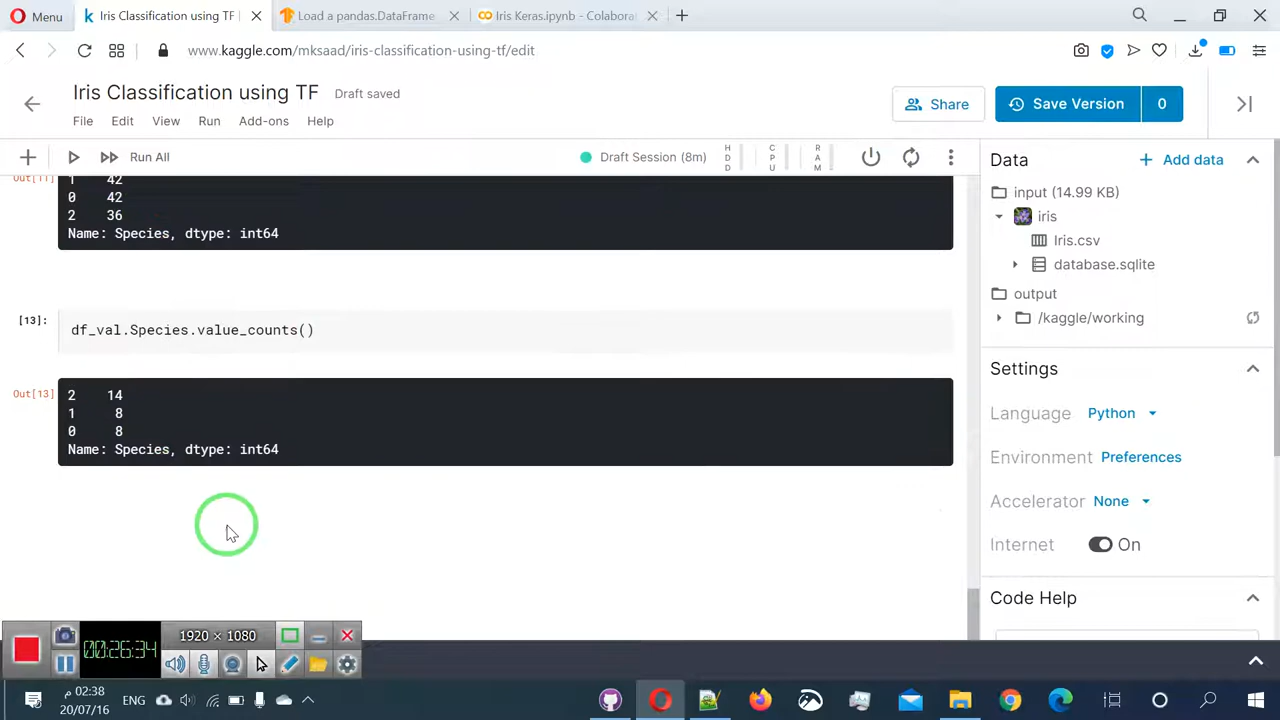 Menu
Iris Classification using TF
Load a pandas.DataFrame
Iris Keras.ipynb - Colabora
www.kaggle.com/mksaad/iris-classification-using-tf/edit
Iris Classification using TF Draft saved
Share
Save Version 0
File Edit View Run Add-ons Help
Run All
Draft Session (8m)
HDD
CPU
RAM
Data
Add data
input (14.99 KB)
iris
Iris.csv
database.sqlite
output
/kaggle/working
Settings
Language Python
Environment Preferences
Accelerator None
Internet On
Code Help
Out[11]
1 42
0 42
2 36
Name: Species, dtype: int64
[13]:
df_val.Species.value_counts()
Out[13]
2 14
1 8
0 8
Name: Species, dtype: int64
1920 × 1080
00:26:34
02:38 م
20/07/16
ENG